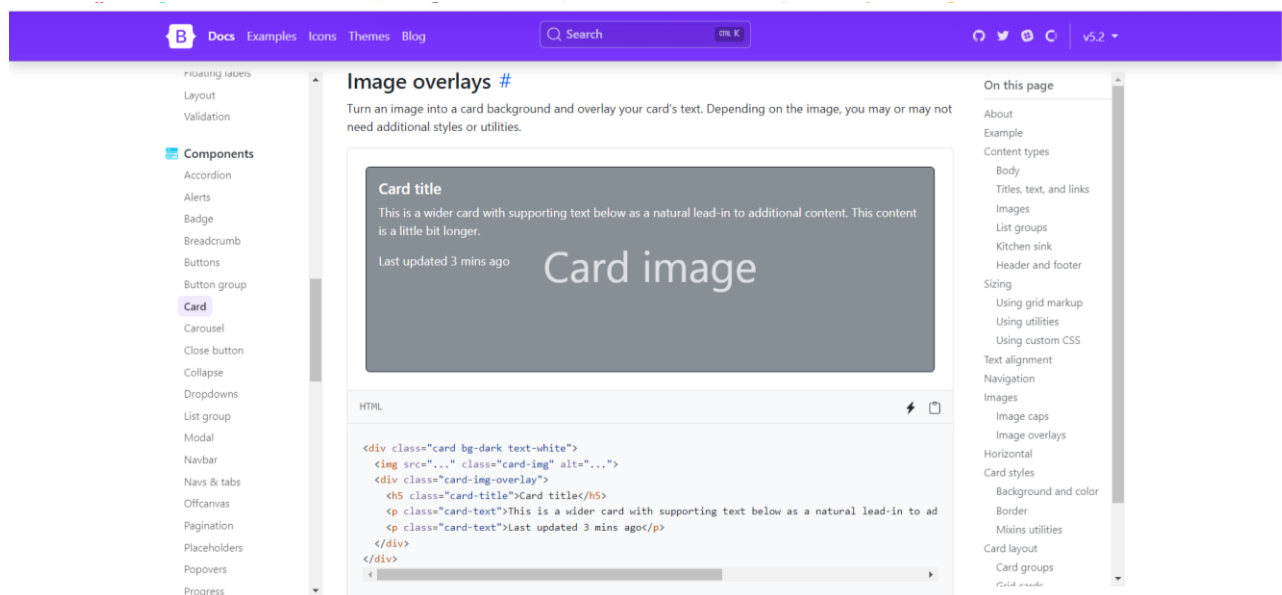 B Docs Examples Icons Themes Blog
Search
CTRL K
v5.2
Floating labels
Layout
Validation
Components
Accordion
Alerts
Badge
Breadcrumb
Buttons
Button group
Card
Carousel
Close button
Collapse
Dropdowns
List group
Modal
Navbar
Navs & tabs
Offcanvas
Pagination
Placeholders
Popovers
Progress
Image overlays #
Turn an image into a card background and overlay your card's text. Depending on the image, you may or may not
need additional styles or utilities.
Card title
This is a wider card with supporting text below as a natural lead-in to additional content. This content
is a little bit longer.
Last updated 3 mins ago
Card image
HTML
<div class="card bg-dark text-white">
  <img src="..." class="card-img" alt="...">
  <div class="card-img-overlay">
    <h5 class="card-title">Card title</h5>
    <p class="card-text">This is a wider card with supporting text below as a natural lead-in to ad
    <p class="card-text">Last updated 3 mins ago</p>
  </div>
</div>
On this page
About
Example
Content types
Body
Titles, text, and links
Images
List groups
Kitchen sink
Header and footer
Sizing
Using grid markup
Using utilities
Using custom CSS
Text alignment
Navigation
Images
Image caps
Image overlays
Horizontal
Card styles
Background and color
Border
Mixins utilities
Card layout
Card groups
Grid cards